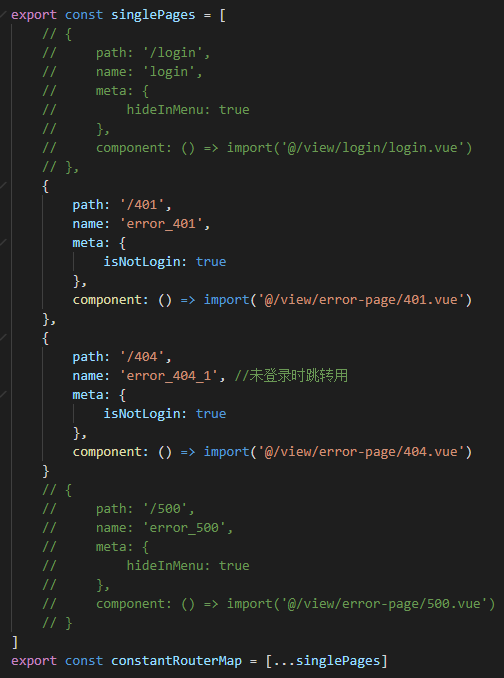 export const singlePages = [
    // {
    //     path: '/login',
    //     name: 'login',
    //     meta: {
    //         hideInMenu: true
    //     },
    //     component: () => import('@/view/login/login.vue')
    // },
    {
        path: '/401',
        name: 'error_401',
        meta: {
            isNotLogin: true
        },
        component: () => import('@/view/error-page/401.vue')
    },
    {
        path: '/404',
        name: 'error_404_1', //未登录时跳转用
        meta: {
            isNotLogin: true
        },
        component: () => import('@/view/error-page/404.vue')
    }
    // {
    //     path: '/500',
    //     name: 'error_500',
    //     meta: {
    //         hideInMenu: true
    //     },
    //     component: () => import('@/view/error-page/500.vue')
    // }
]
export const constantRouterMap = [...singlePages]